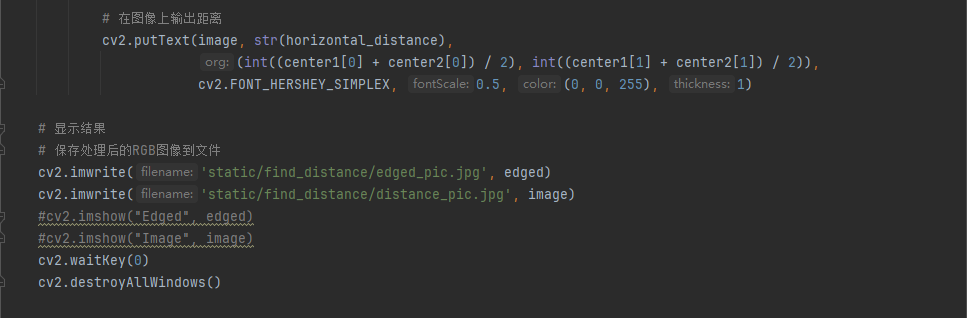 # 在图像上输出距离
cv2.putText(image, str(horizontal_distance),
org: (int((center1[0] + center2[0]) / 2), int((center1[1] + center2[1]) / 2)),
cv2.FONT_HERSHEY_SIMPLEX, fontScale: 0.5, color: (0, 0, 255), thickness: 1)
# 显示结果
# 保存处理后的RGB图像到文件
cv2.imwrite( filename: 'static/find_distance/edged_pic.jpg', edged)
cv2.imwrite( filename: 'static/find_distance/distance_pic.jpg', image)
#cv2.imshow("Edged", edged)
#cv2.imshow("Image", image)
cv2.waitKey(0)
cv2.destroyAllWindows()